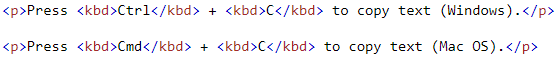 <p>Press <kbd>Ctrl</kbd> + <kbd>C</kbd> to copy text (Windows).</p>
<p>Press <kbd>Cmd</kbd> + <kbd>C</kbd> to copy text (Mac OS).</p>